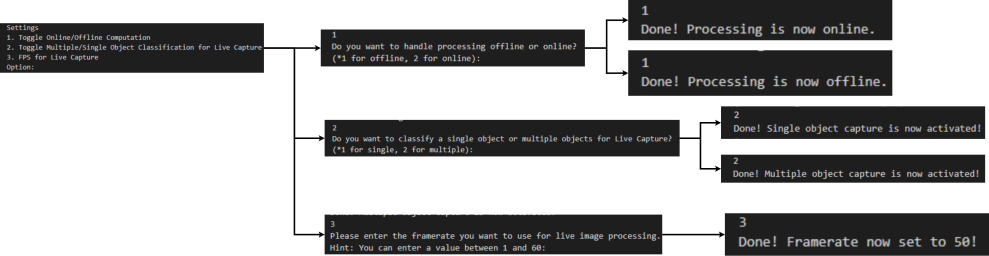 Settings
1. Toggle Online/Offline Computation
2. Toggle Multiple/Single Object Classification for Live Capture
3. FPS for Live Capture
Option:
1
Do you want to handle processing offline or online?
(*1 for offline, 2 for online):
1
Done! Processing is now online.
1
Done! Processing is now offline.
2
Do you want to classify a single object or multiple objects for Live Capture?
(*1 for single, 2 for multiple):
2
Done! Single object capture is now activated!
2
Done! Multiple object capture is now activated!
3
Please enter the framerate you want to use for live image processing.
Hint: You can enter a value between 1 and 60:
3
Done! Framerate now set to 50!